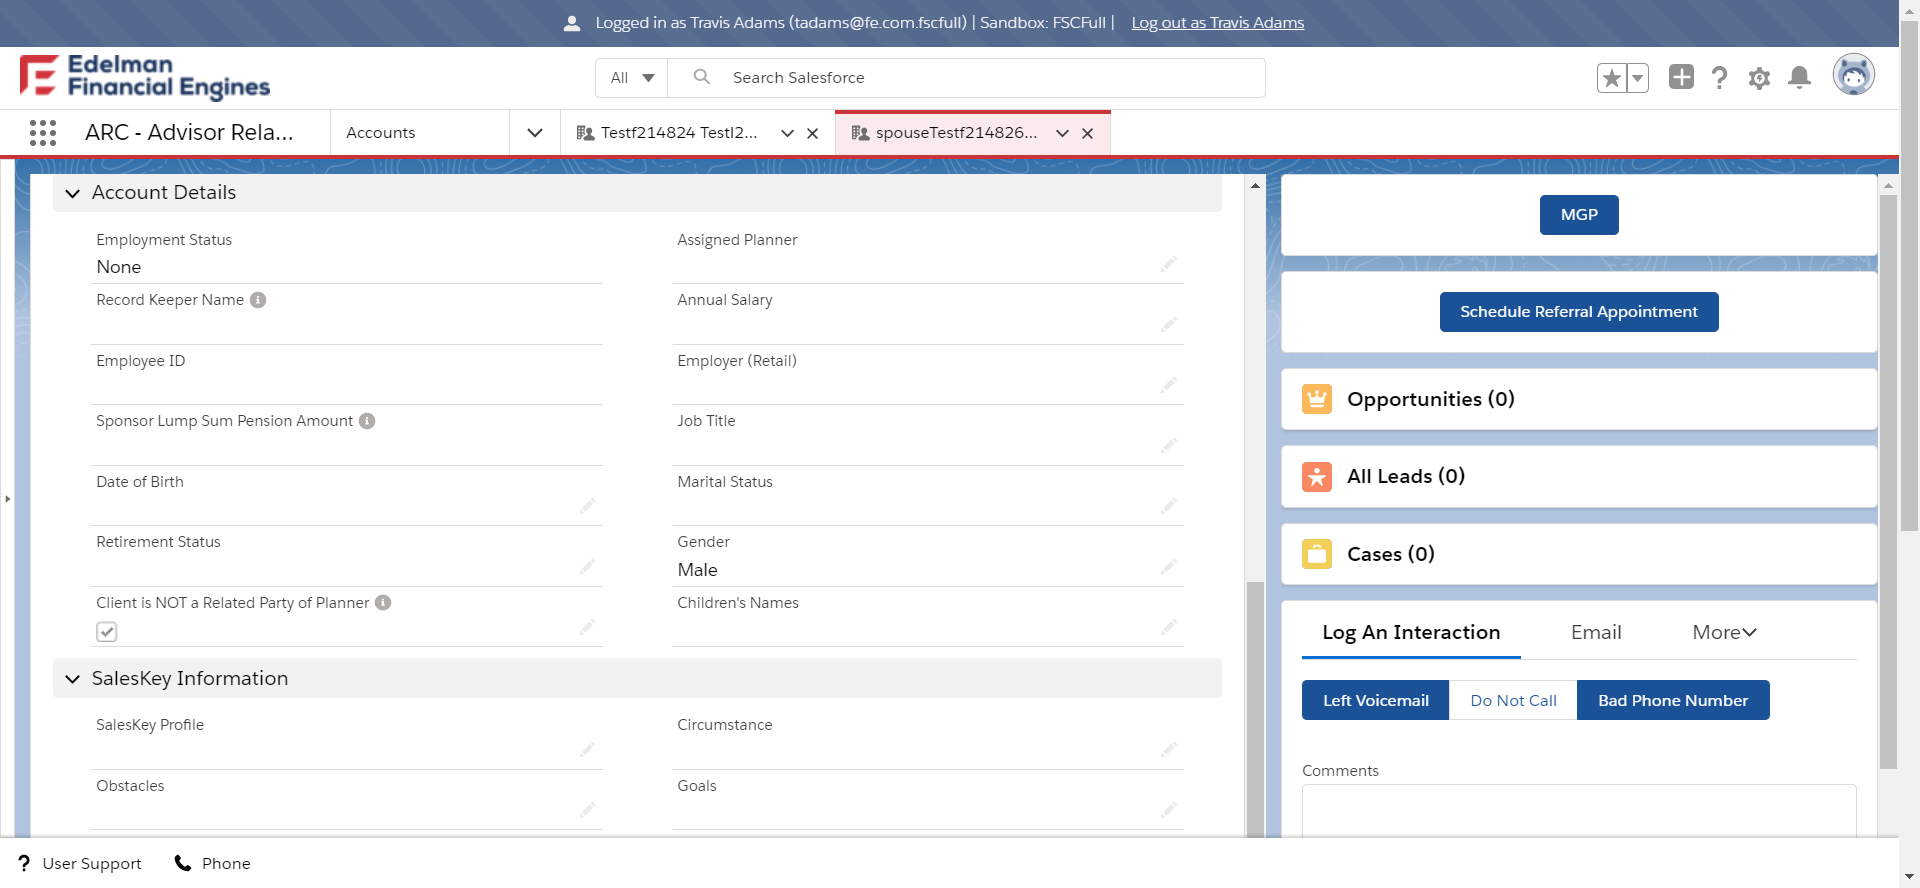 Logged in as Travis Adams (tadams@fe.com.fscfull) | Sandbox: FSCFull | Log out as Travis Adams
Edelman
Financial Engines
All
Search Salesforce
ARC - Advisor Rela...
Accounts
Testf214824 Testl2...
spouseTestf214826...
Account Details
Employment Status
None
Assigned Planner
Record Keeper Name
Annual Salary
Employee ID
Employer (Retail)
Sponsor Lump Sum Pension Amount
Job Title
Date of Birth
Marital Status
Retirement Status
Gender
Male
Client is NOT a Related Party of Planner
Children's Names
SalesKey Information
SalesKey Profile
Circumstance
Obstacles
Goals
MGP
Schedule Referral Appointment
Opportunities (0)
All Leads (0)
Cases (0)
Log An Interaction
Email
More
Left Voicemail
Do Not Call
Bad Phone Number
Comments
User Support
Phone